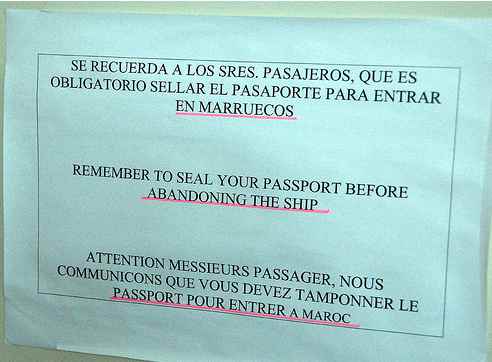 SE RECUERDA A LOS SRES. PASAJEROS, QUE ES
OBLIGATORIO SELLAR EL PASAPORTE PARA ENTRAR
EN MARRUECOS
REMEMBER TO SEAL YOUR PASSPORT BEFORE
ABANDONING THE SHIP
ATTENTION MESSIEURS PASSAGER, NOUS
COMMUNICONS QUE VOUS DEVEZ TAMPONNER LE
PASSPORT POUR ENTRER A MAROC